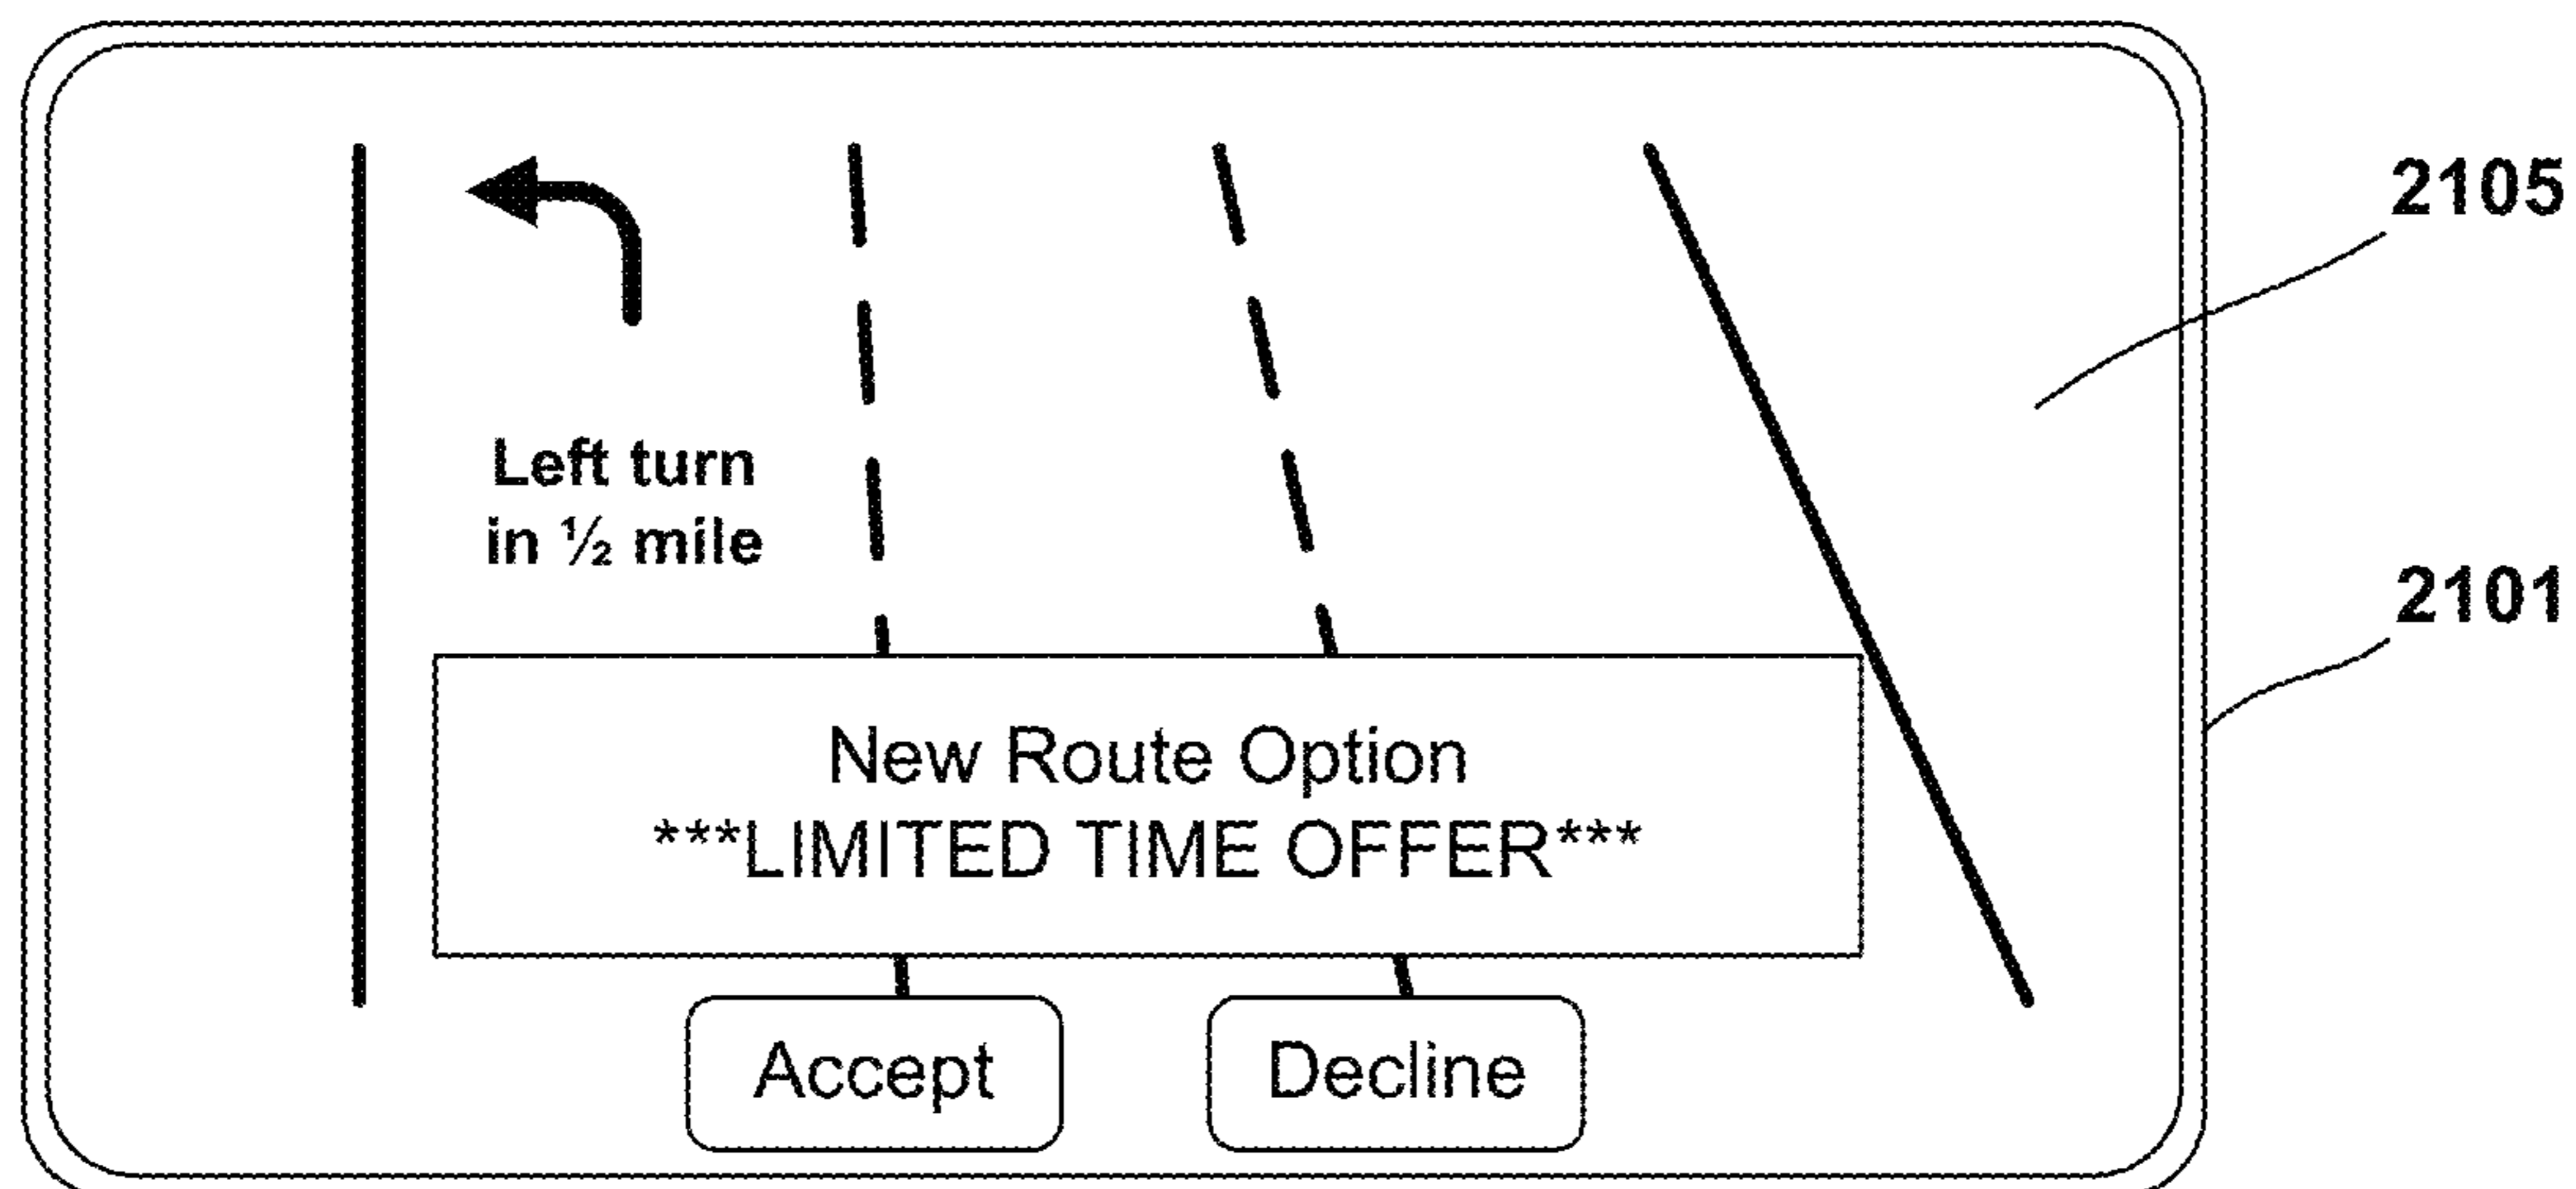 2105
Left turn
in ½ mile
2101
New Route Option
***LIMITED TIME OFFER***
Accept
Decline